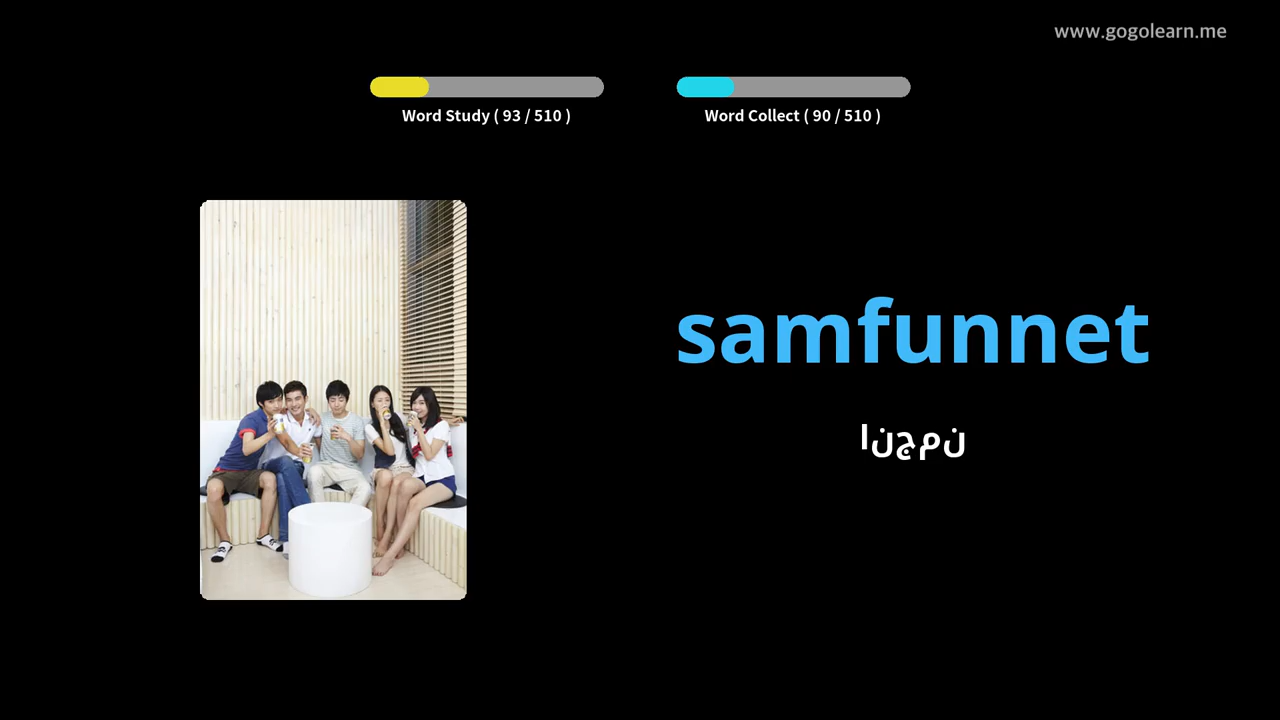 www.gogolearn.me
Word Study ( 93 / 510 )
Word Collect ( 90 / 510 )
samfunnet
انجمن